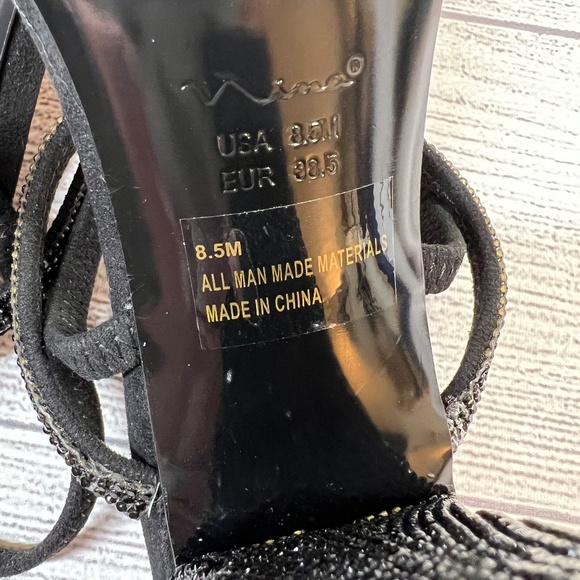 Nina®
USA 8.5M
EUR 38.5
8.5M
ALL MAN MADE MATERIALS
MADE IN CHINA